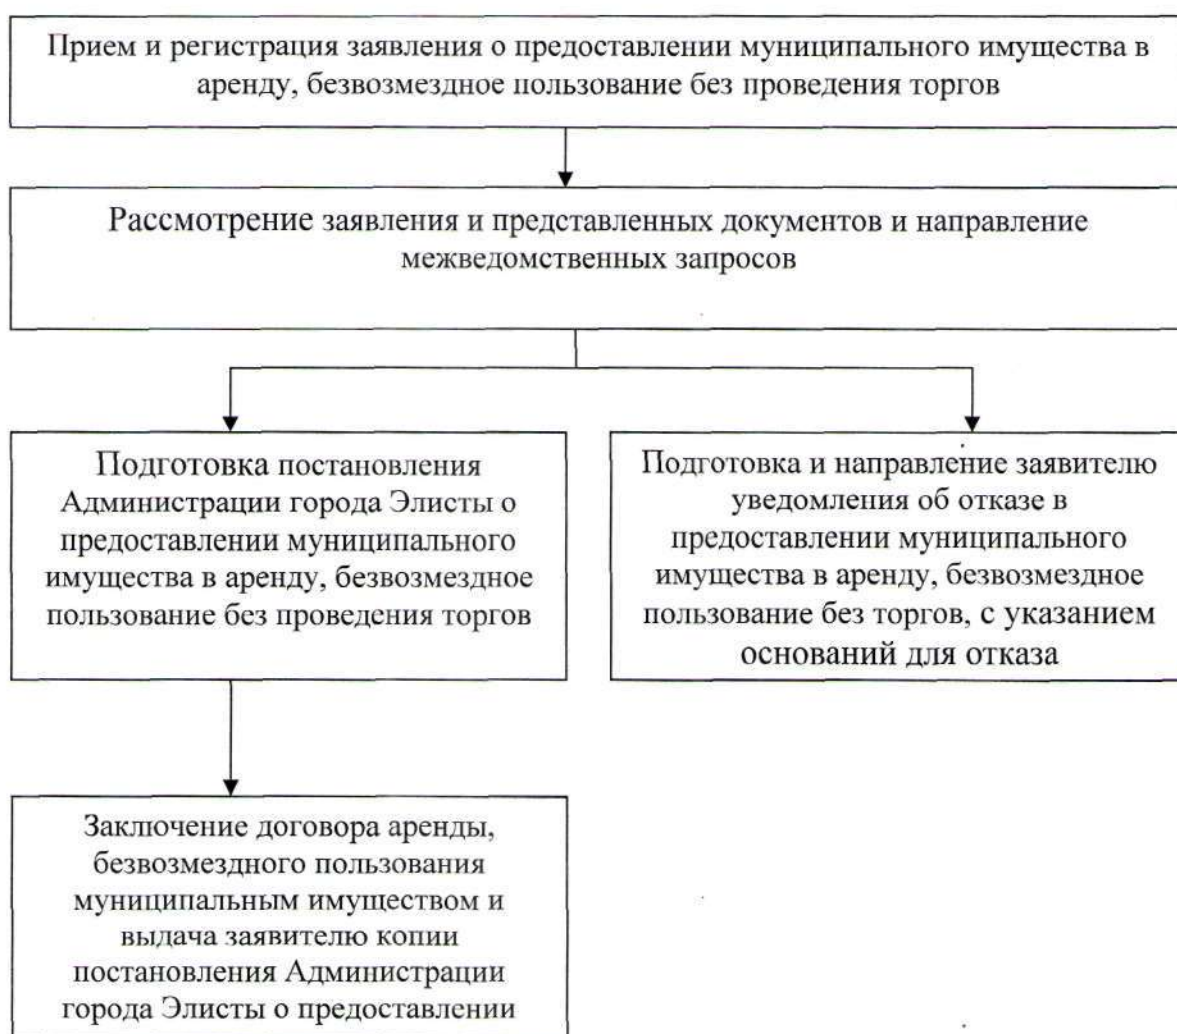 Прием и регистрация заявления о предоставлении муниципального имущества в
аренду, безвозмездное пользование без проведения торгов
Рассмотрение заявления и представленных документов и направление
межведомственных запросов
Подготовка постановления
Администрации города Элисты о
предоставлении муниципального
имущества в аренду, безвозмездное
пользование без проведения торгов
Подготовка и направление заявителю
уведомления об отказе в
предоставлении муниципального
имущества в аренду, безвозмездное
пользование без торгов, с указанием
оснований для отказа
Заключение договора аренды,
безвозмездного пользования
муниципальным имуществом и
выдача заявителю копии
постановления Администрации
города Элисты о предоставлении